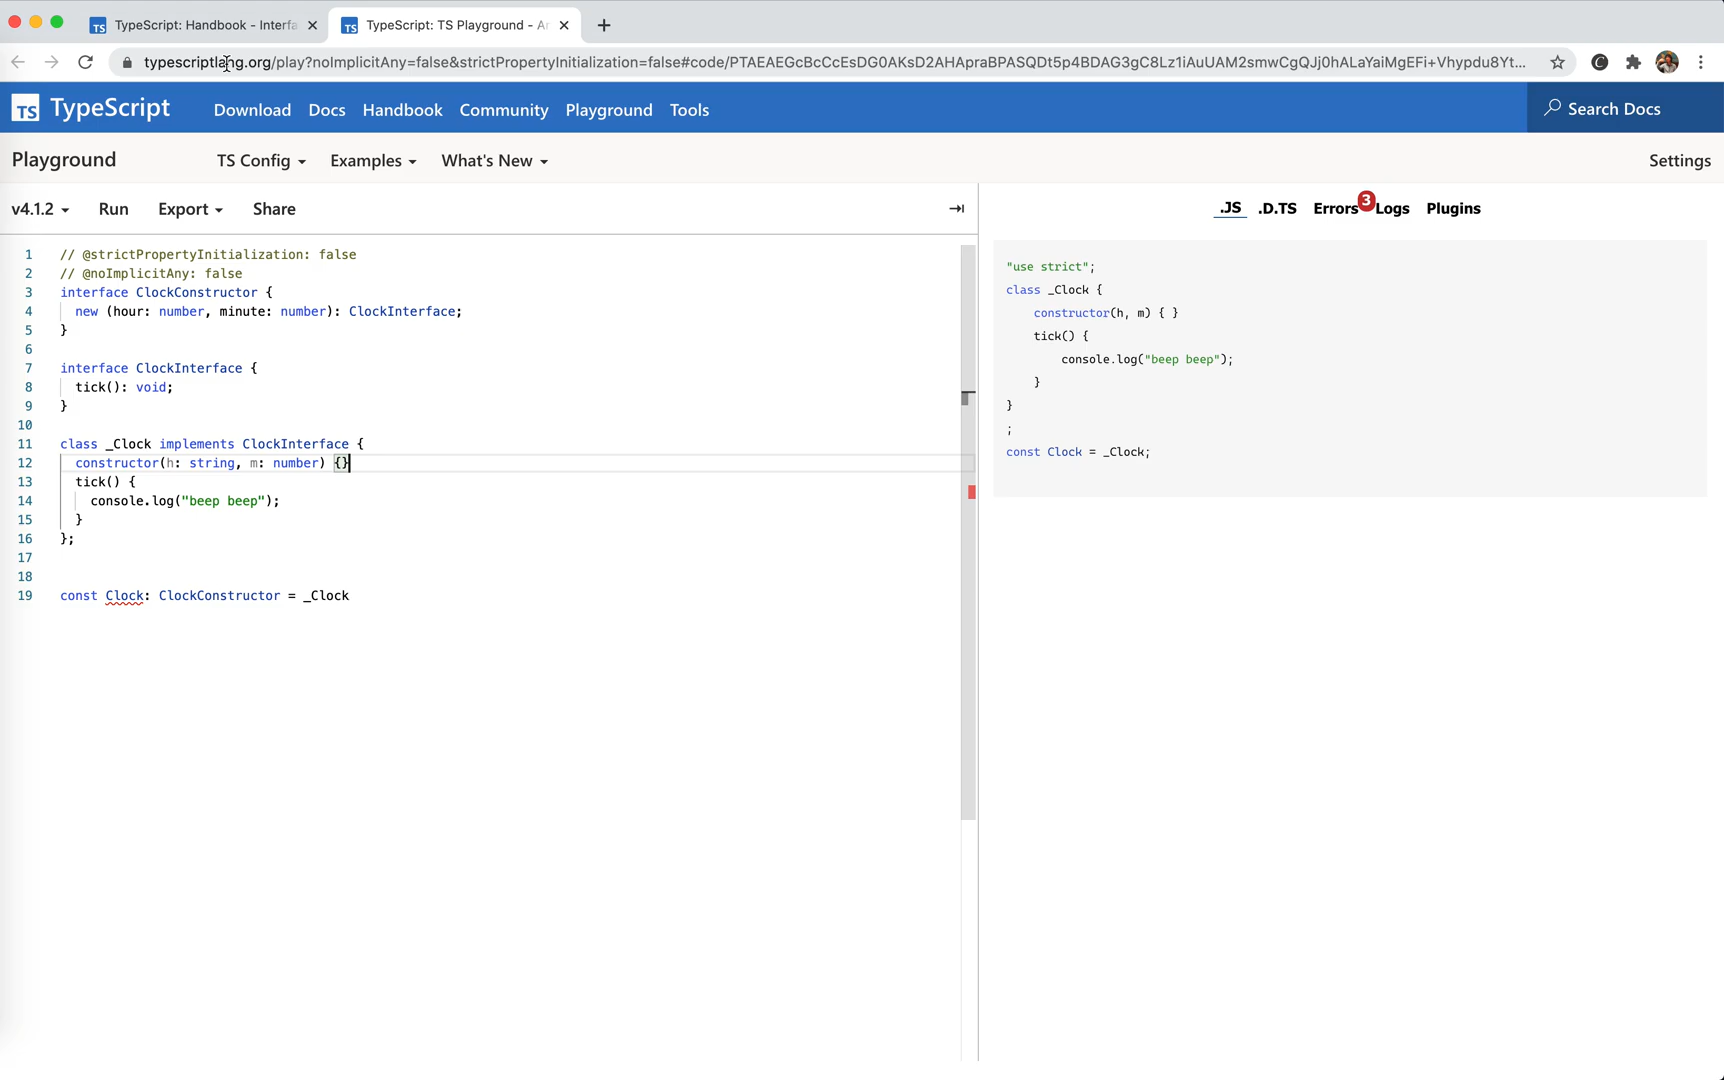 TypeScript: Handbook - Interfa
TypeScript: TS Playground - An
typescriptlang.org/play?noImplicitAny=false&strictPropertyInitialization=false#code/PTAEAEGcBcCcEsDG0AKsD2AHApraBPASQDt5p4BDAG3gC8Lz1iAuUAM2smwCgQJj0hALaYaiMgEFi+Vhypdu8Yt...
TS TypeScript
Download Docs Handbook Community Playground Tools
Search Docs
Playground
TS Config Examples What's New
Settings
v4.1.2 Run Export Share
.JS .D.TS Errors 3 Logs Plugins
1 // @strictPropertyInitialization: false
2 // @noImplicitAny: false
3 interface ClockConstructor {
4 new (hour: number, minute: number): ClockInterface;
5 }
6
7 interface ClockInterface {
8 tick(): void;
9 }
10
11 class _Clock implements ClockInterface {
12 constructor(h: string, m: number) {}
13 tick() {
14 console.log("beep beep");
15 }
16 };
17
18
19 const Clock: ClockConstructor = _Clock
"use strict";
class _Clock {
constructor(h, m) { }
tick() {
console.log("beep beep");
}
}
;
const Clock = _Clock;